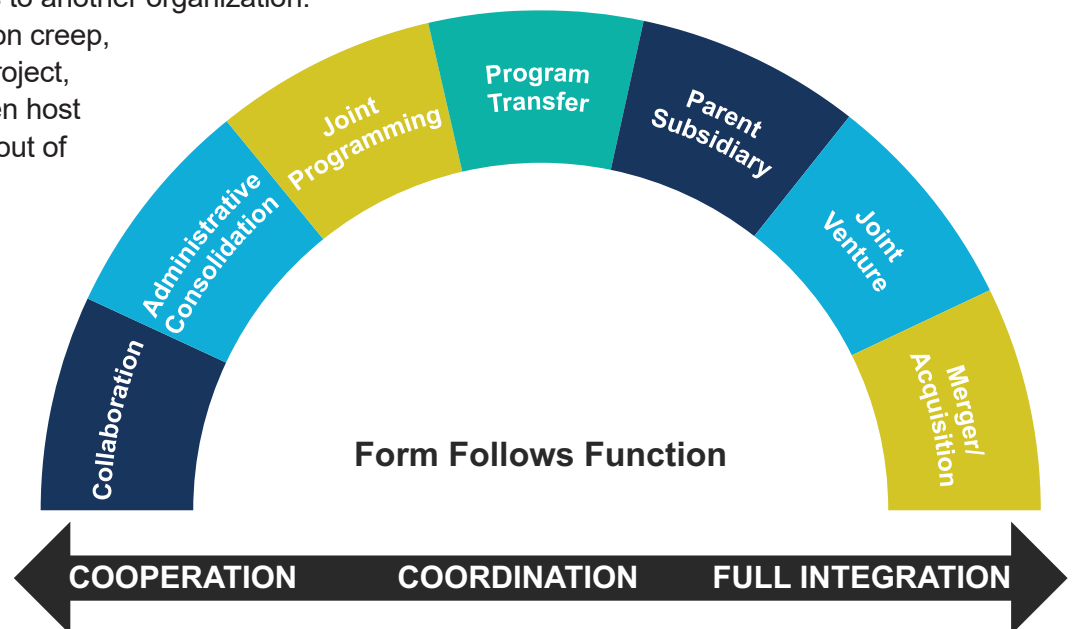 to another organization.
on creep,
roject,
en host
out of
Program
Transfer
Joint
Programming
Parent
Subsidiary
Administrative
Consolidation
Joint
Venture
Collaboration
Merger/
Acquisition
Form Follows Function
COOPERATION COORDINATION FULL INTEGRATION